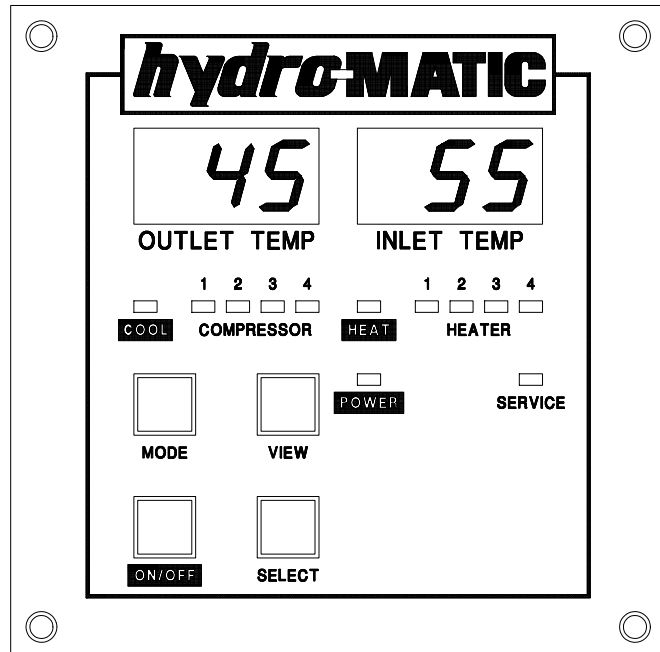 hydro-MATIC
45 55
OUTLET TEMP INLET TEMP
1 2 3 4 1 2 3 4
COOL COMPRESSOR HEAT HEATER
POWER SERVICE
MODE VIEW
ON/OFF SELECT